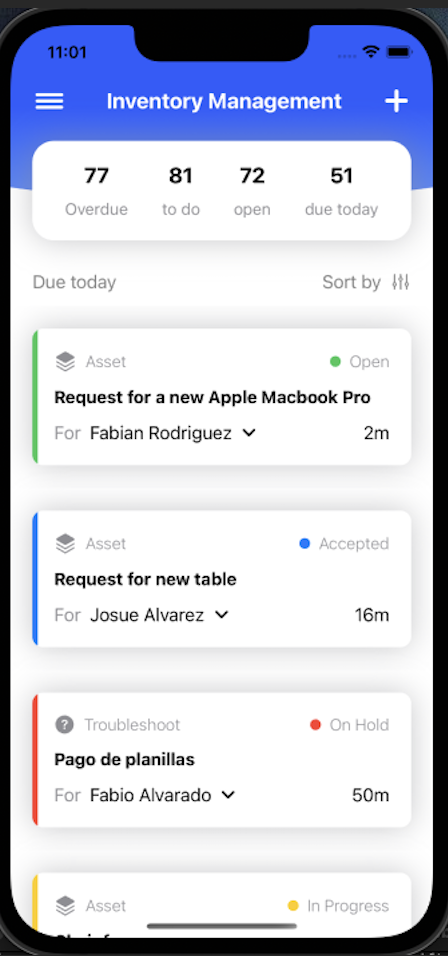 11:01
Inventory Management
77 81 72 51
Overdue to do open due today
Due today Sort by
Asset Open
Request for a new Apple Macbook Pro
For Fabian Rodriguez 2m
Asset Accepted
Request for new table
For Josue Alvarez 16m
? Troubleshoot On Hold
Pago de planillas
For Fabio Alvarado 50m
Asset In Progress